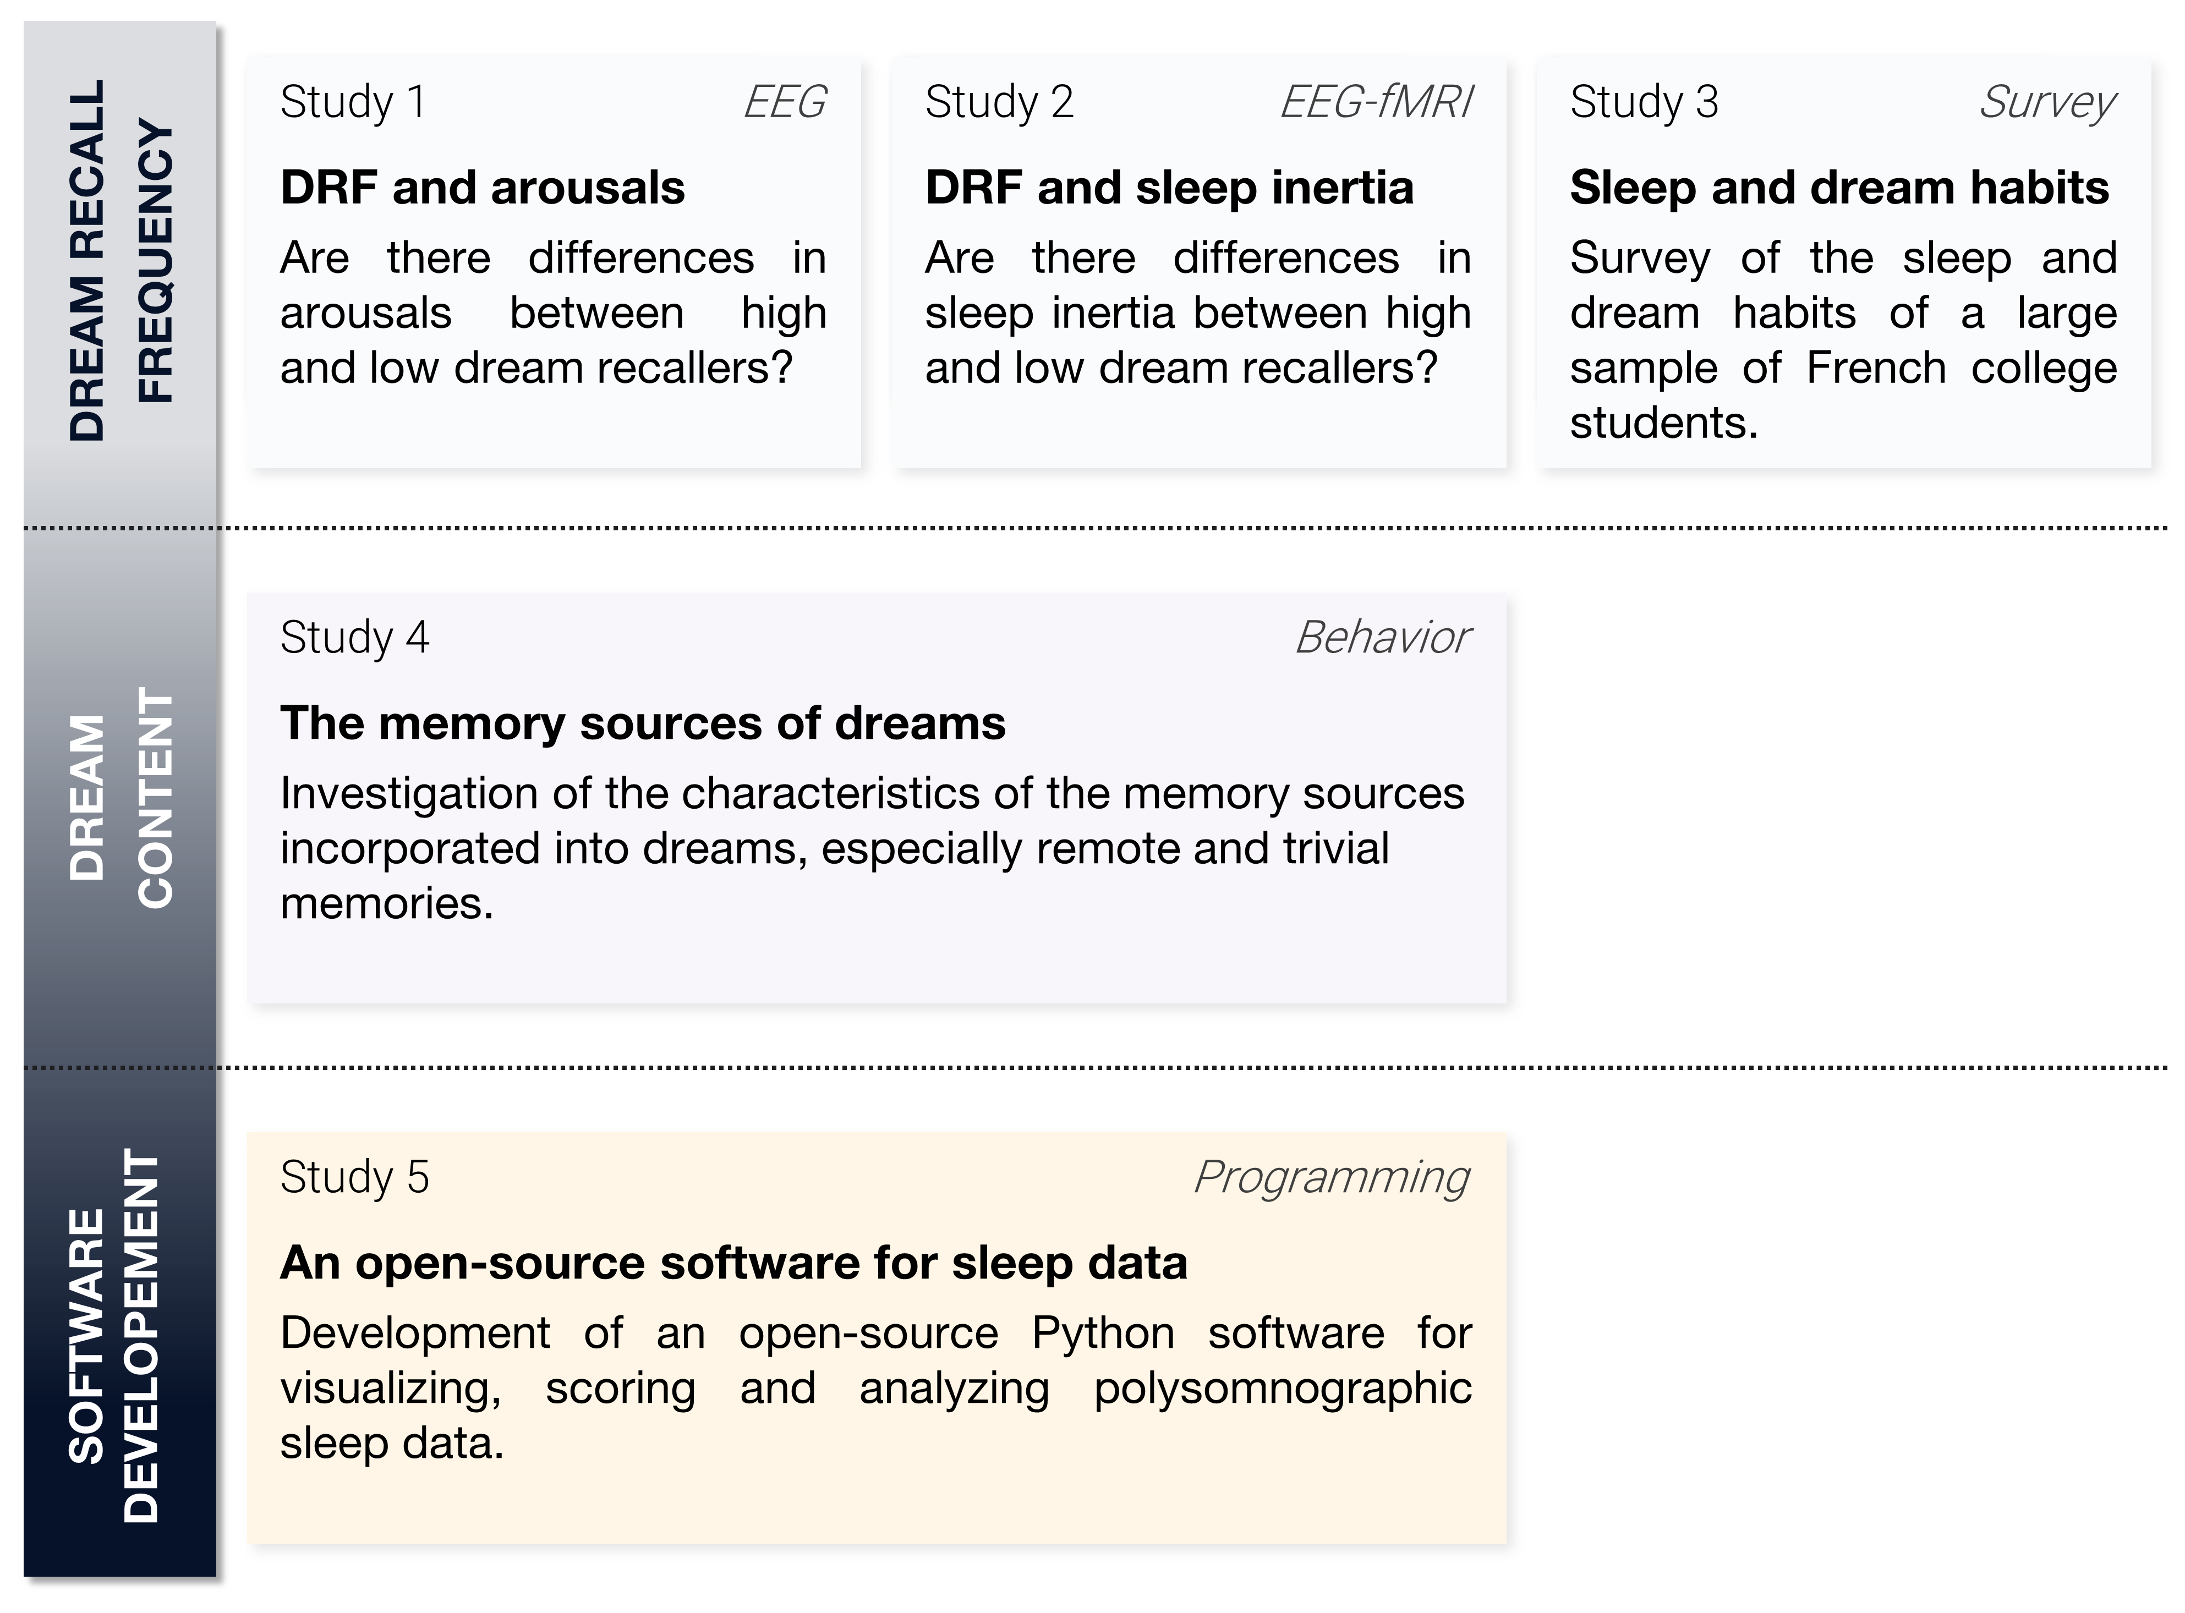 DREAM RECALL
FREQUENCY
Study 1
EEG
DRF and arousals
Are there differences in
arousals between high
and low dream recallers?
Study 2
EEG-fMRI
DRF and sleep inertia
Are there differences in
sleep inertia between high
and low dream recallers?
Study 3
Survey
Sleep and dream habits
Survey of the sleep and
dream habits of a large
sample of French college
students.
DREAM
CONTENT
Study 4
Behavior
The memory sources of dreams
Investigation of the characteristics of the memory sources
incorporated into dreams, especially remote and trivial
memories.
SOFTWARE
DEVELOPEMENT
Study 5
Programming
An open-source software for sleep data
Development of an open-source Python software for
visualizing, scoring and analyzing polysomnographic
sleep data.